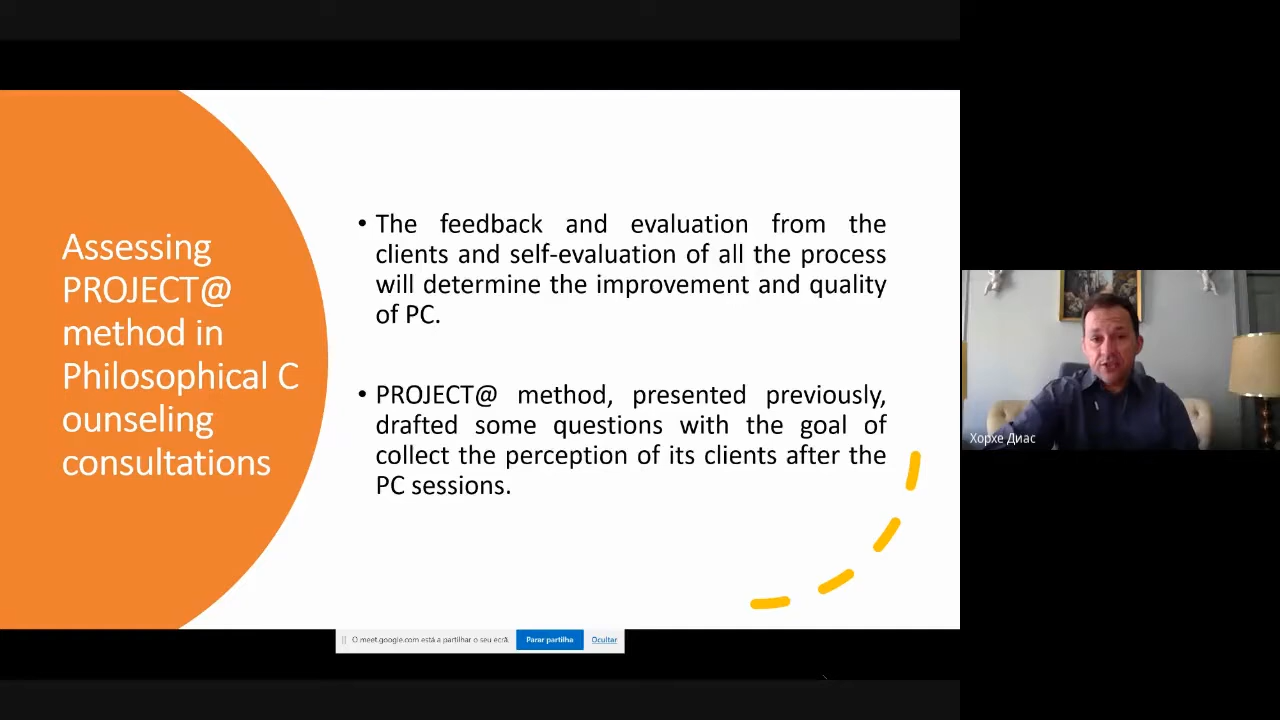 Assessing
PROJECT@
method in
Philosophical C
ounseling
consultations
• The feedback and evaluation from the
clients and self-evaluation of all the process
will determine the improvement and quality
of PC.
• PROJECT@ method, presented previously,
drafted some questions with the goal of
collect the perception of its clients after the
PC sessions.
Хорхе Диас
O meet.google.com está a partilhar o seu ecrã.
Parar partilha
Ocultar